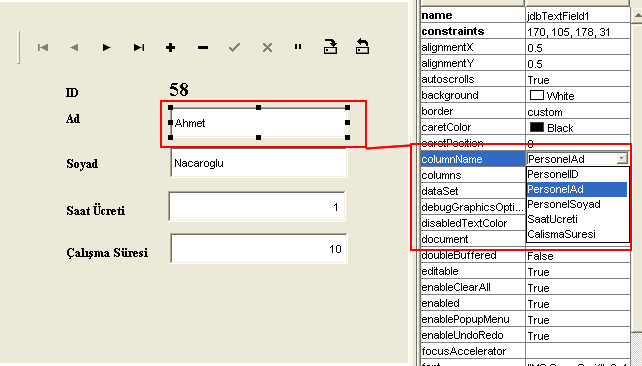 ID 58
Ad Ahmet
Soyad Nacaroglu
Saat Ücreti 1
Çalışma Süresi 10
name jdbTextField1
constraints 170, 105, 178, 31
alignmentX 0.5
alignmentY 0.5
autoscrolls True
background White
border custom
caretColor Black
caretPosition 0
columnName PersonelAd
columns PersonelID
dataSet PersonelAd
debugGraphicsOpti... PersonelSoyad
disabledTextColor SaatUcreti
document CalismaSuresi
doubleBuffered False
editable True
enableClearAll True
enabled True
enablePopupMenu True
enableUndoRedo True
focusAccelerator